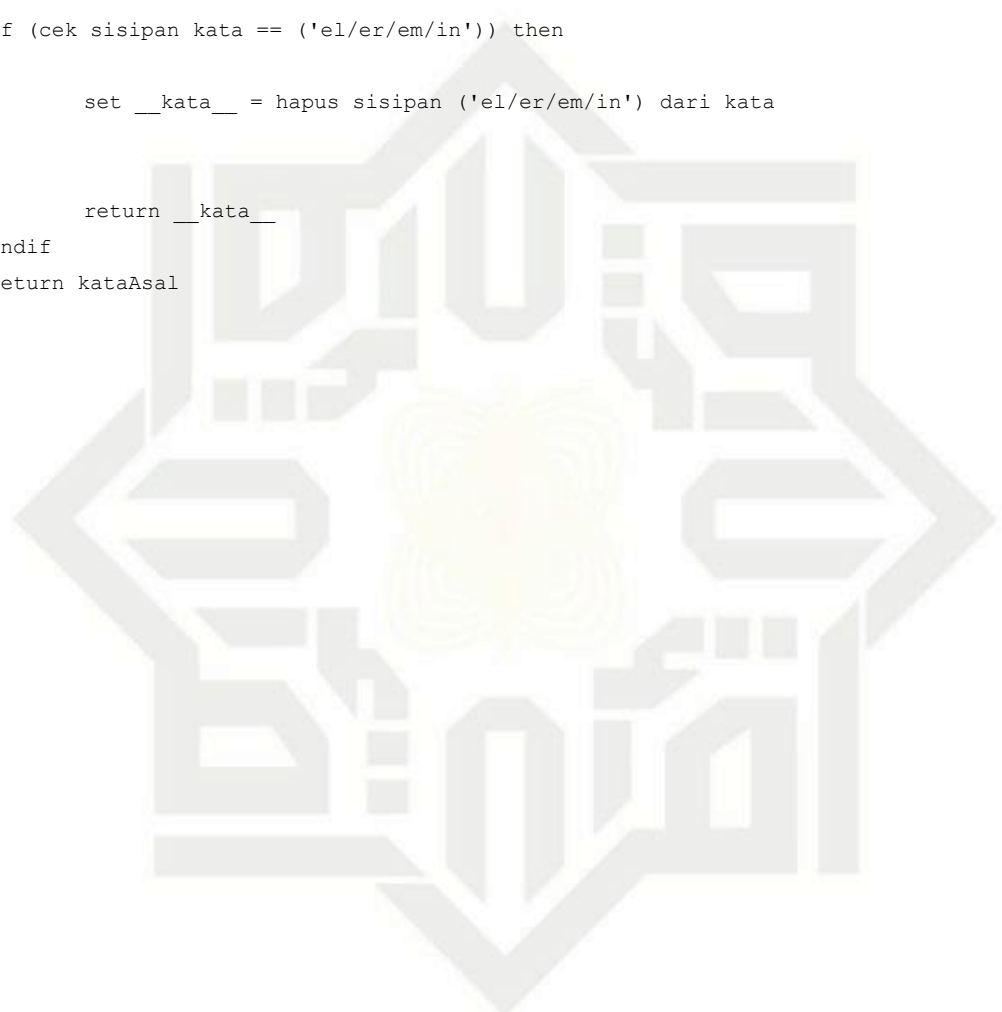 f (cek sisipan kata == ('el/er/em/in')) then
set __kata__ = hapus sisipan ('el/er/em/in') dari kata
return __kata__
ndif
eturn kataAsal